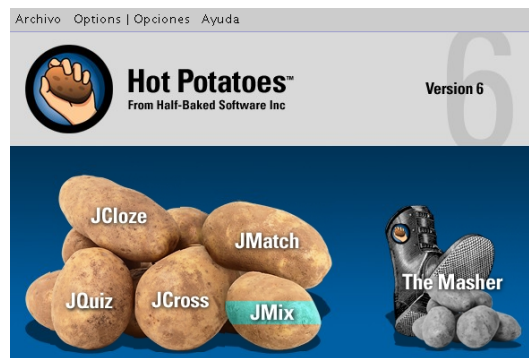 Archivo Options | Opciones Ayuda
Hot Potatoes™
From Half-Baked Software Inc
Version 6
6
JCloze
JMatch
The Masher
JQuiz
JCross
JMix